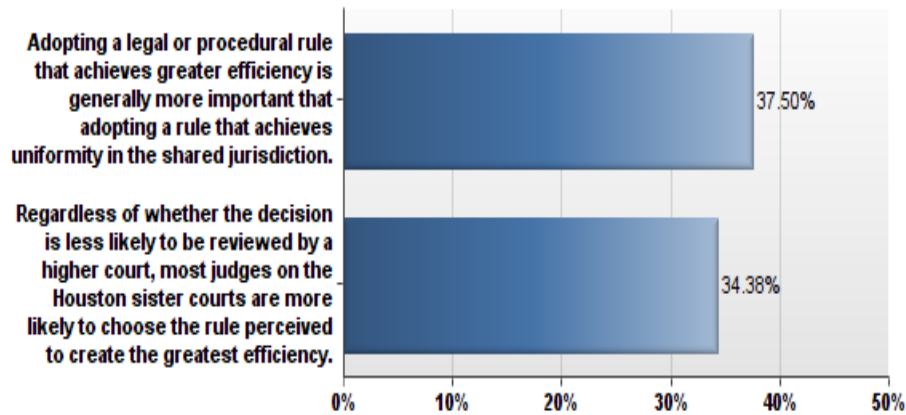 Adopting a legal or procedural rule
that achieves greater efficiency is
generally more important that
adopting a rule that achieves
uniformity in the shared jurisdiction.
37.50%
Regardless of whether the decision
is less likely to be reviewed by a
higher court, most judges on the
Houston sister courts are more
likely to choose the rule perceived
to create the greatest efficiency.
34.38%
0% 10% 20% 30% 40% 50%